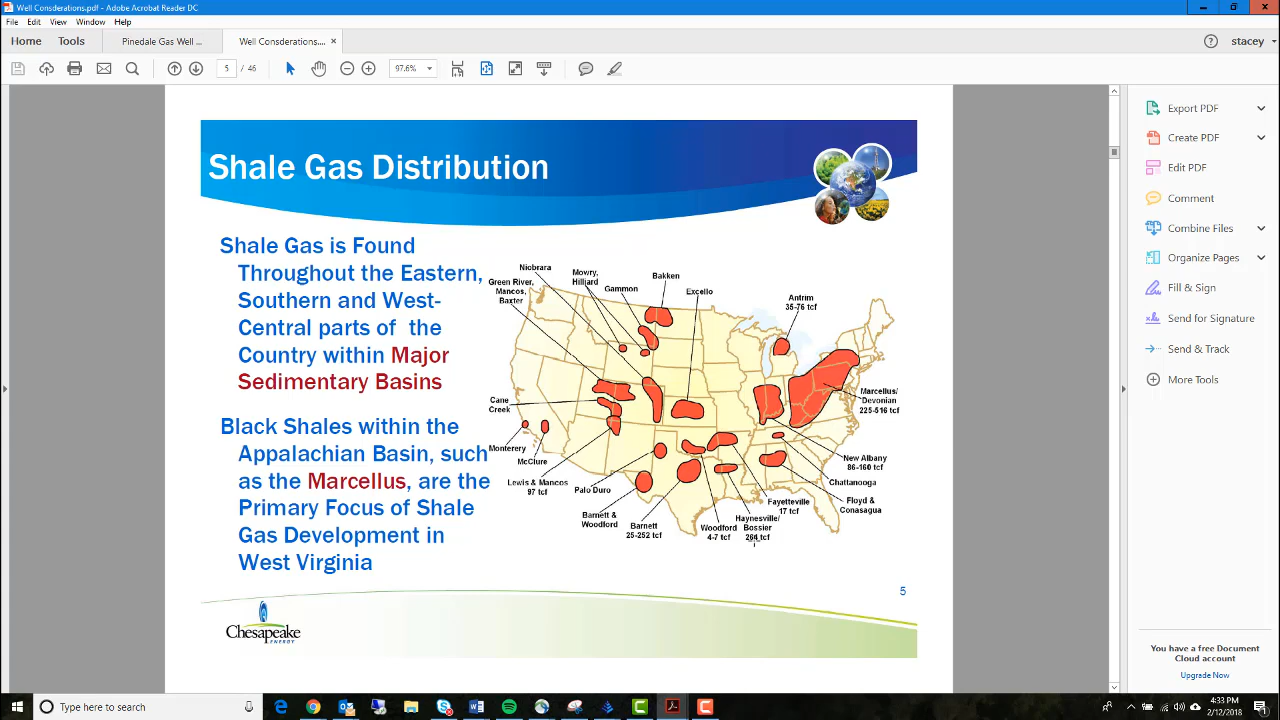 Well Consderations.pdf - Adobe Acrobat Reader DC
File Edit View Window Help
Home Tools Pinedale Gas Well ... Well Consderations.... × stacey
5 / 46 97.6%
Shale Gas Distribution
Shale Gas is Found
Throughout the Eastern,
Southern and West-
Central parts of the
Country within Major
Sedimentary Basins
Black Shales within the
Appalachian Basin, such
as the Marcellus, are the
Primary Focus of Shale
Gas Development in
West Virginia
Niobrara
Green River,
Mancos,
Baxter
Mowry,
Hilliard
Gammon
Bakken
Excello
Antrim
35-76 tcf
Cane
Creek
Marcellus/
Devonian
225-516 tcf
Monterery
McClure
Lewis & Mancos
97 tcf
Palo Duro
Barnett &
Woodford
Barnett
25-252 tcf
Woodford
4-7 tcf
Haynesville/
Bossier
264 tcf
Fayetteville
17 tcf
New Albany
86-160 tcf
Chattanooga
Floyd &
Conasagua
5
Chesapeake
ENERGY
Export PDF
Create PDF
Edit PDF
Comment
Combine Files
Organize Pages
Fill & Sign
Send for Signature
Send & Track
More Tools
You have a free Document
Cloud account
Upgrade Now
Type here to search
4:33 PM
2/12/2018